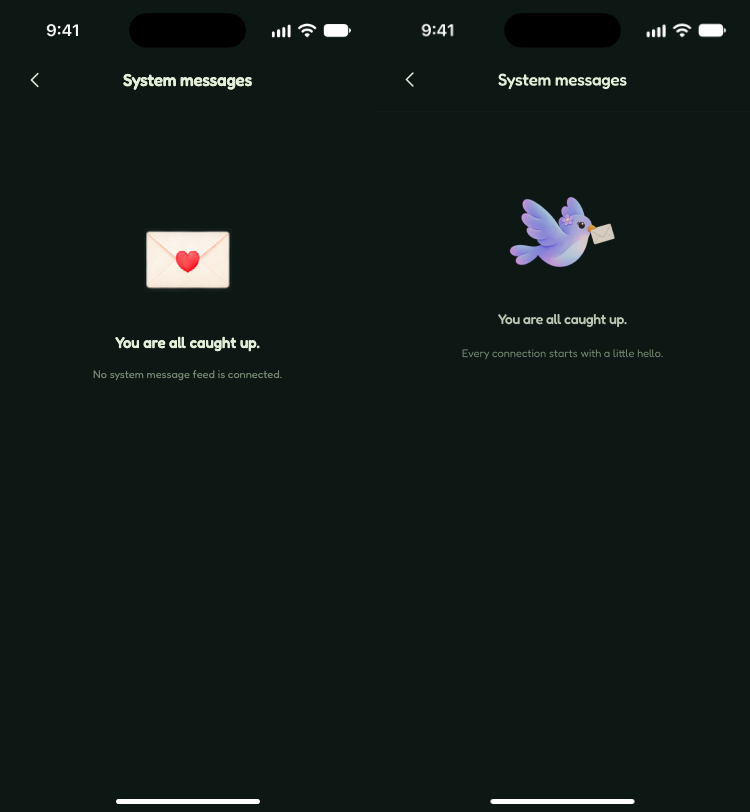 9:41
System messages
You are all caught up.
No system message feed is connected.
9:41
System messages
You are all caught up.
Every connection starts with a little hello.